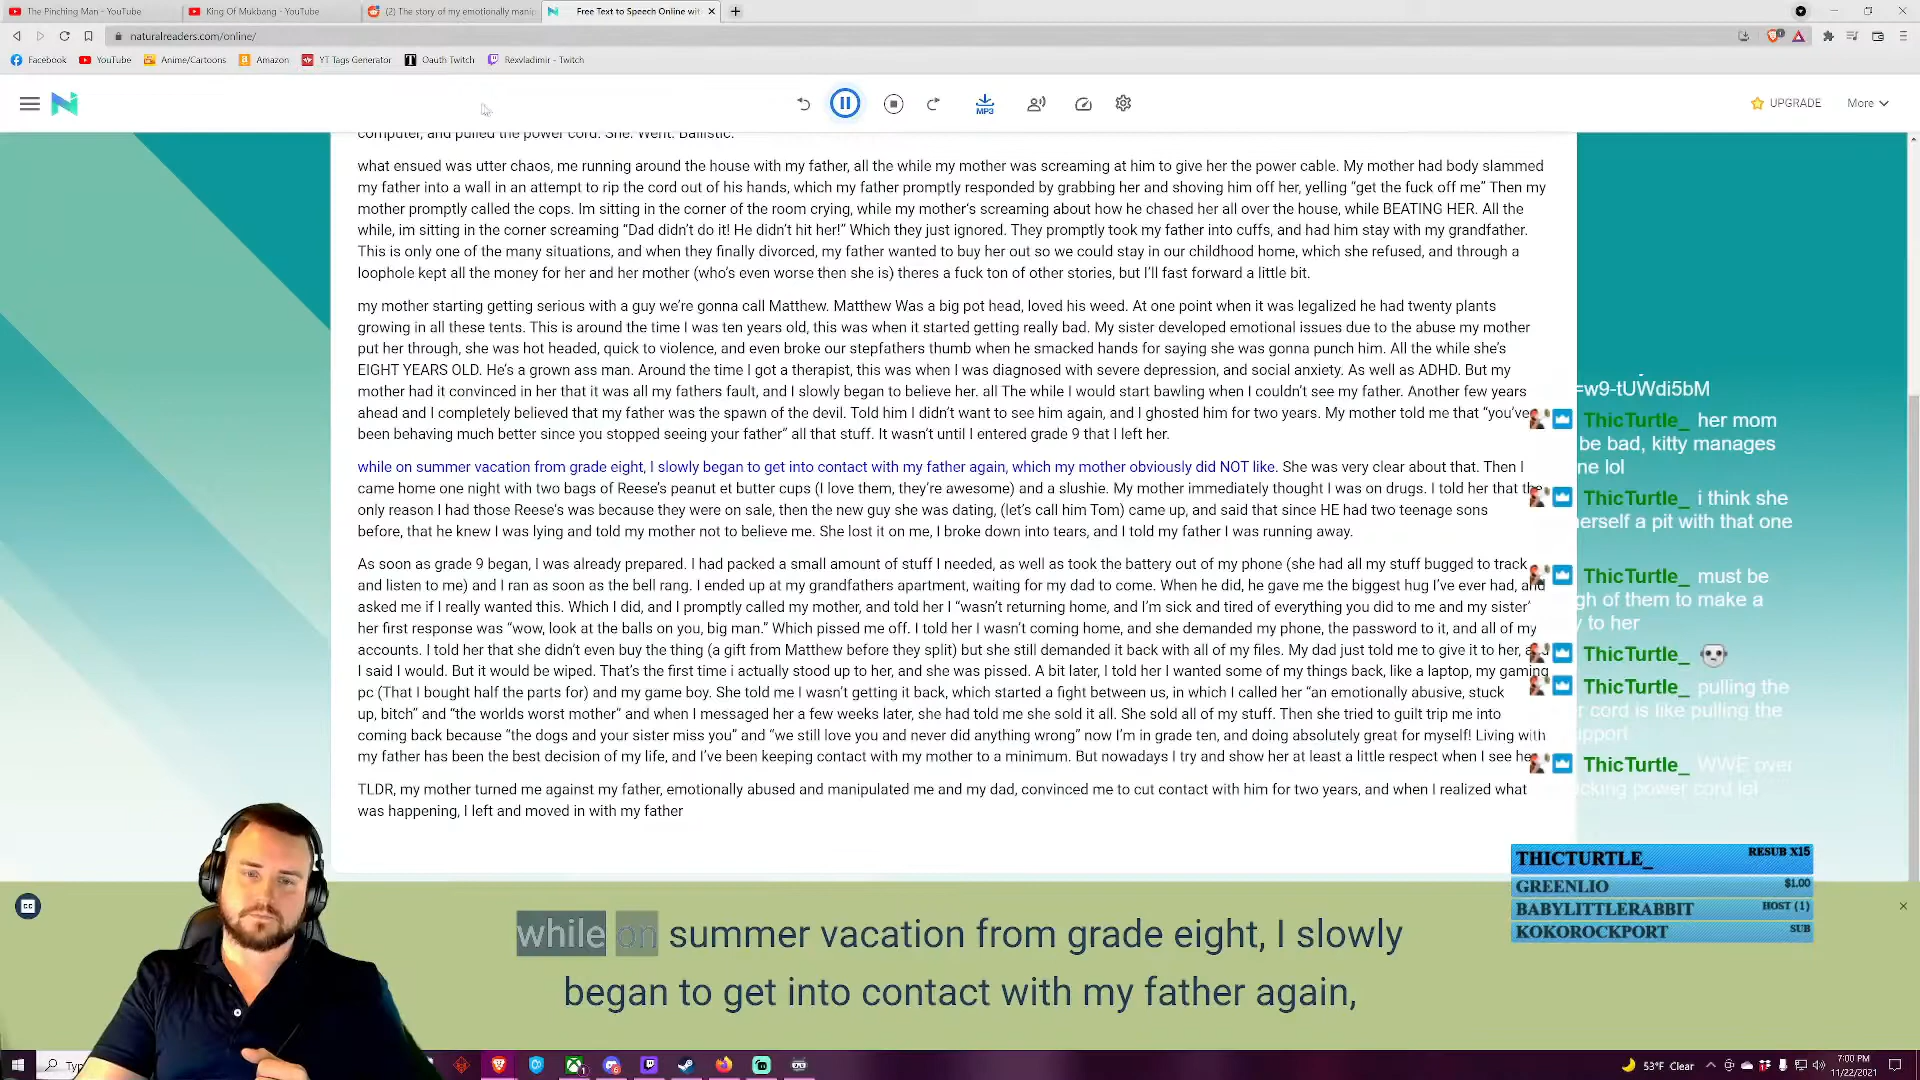 The Pinching Man - YouTube
King Of Mukbang - YouTube
(2) The story of my emotionally mani
Free Text to Speech Online wit
naturalreaders.com/online/
Facebook
YouTube
Anime/Cartoons
Amazon
YT Tags Generator
Oauth Twitch
Rexvladimir - Twitch
MP3
UPGRADE
More
computer, and pulled the power cord. She. Went. Ballistic.
what ensued was utter chaos, me running around the house with my father, all the while my mother was screaming at him to give her the power cable. My mother had body slammed
my father into a wall in an attempt to rip the cord out of his hands, which my father promptly responded by grabbing her and shoving him off her, yelling “get the fuck off me” Then my
mother promptly called the cops. Im sitting in the corner of the room crying, while my mother‘s screaming about how he chased her all over the house, while BEATING HER. All the
while, im sitting in the corner screaming “Dad didn’t do it! He didn’t hit her!” Which they just ignored. They promptly took my father into cuffs, and had him stay with my grandfather.
This is only one of the many situations, and when they finally divorced, my father wanted to buy her out so we could stay in our childhood home, which she refused, and through a
loophole kept all the money for her and her mother (who’s even worse then she is) theres a fuck ton of other stories, but I’ll fast forward a little bit.
my mother starting getting serious with a guy we’re gonna call Matthew. Matthew Was a big pot head, loved his weed. At one point when it was legalized he had twenty plants
growing in all these tents. This is around the time I was ten years old, this was when it started getting really bad. My sister developed emotional issues due to the abuse my mother
put her through, she was hot headed, quick to violence, and even broke our stepfathers thumb when he smacked hands for saying she was gonna punch him. All the while she’s
EIGHT YEARS OLD. He’s a grown ass man. Around the time I got a therapist, this was when I was diagnosed with severe depression, and social anxiety. As well as ADHD. But my
mother had it convinced in her that it was all my fathers fault, and I slowly began to believe her. all The while I would start bawling when I couldn’t see my father. Another few years
ahead and I completely believed that my father was the spawn of the devil. Told him I didn’t want to see him again, and I ghosted him for two years. My mother told me that “you’ve
been behaving much better since you stopped seeing your father” all that stuff. It wasn’t until I entered grade 9 that I left her.
while on summer vacation from grade eight, I slowly began to get into contact with my father again, which my mother obviously did NOT like. She was very clear about that. Then I
came home one night with two bags of Reese’s peanut et butter cups (I love them, they’re awesome) and a slushie. My mother immediately thought I was on drugs. I told her that the
only reason I had those Reese’s was because they were on sale, then the new guy she was dating, (let’s call him Tom) came up, and said that since HE had two teenage sons
before, that he knew I was lying and told my mother not to believe me. She lost it on me, I broke down into tears, and I told my father I was running away.
As soon as grade 9 began, I was already prepared. I had packed a small amount of stuff I needed, as well as took the battery out of my phone (she had all my stuff bugged to track
and listen to me) and I ran as soon as the bell rang. I ended up at my grandfathers apartment, waiting for my dad to come. When he did, he gave me the biggest hug I’ve ever had, and
asked me if I really wanted this. Which I did, and I promptly called my mother, and told her I “wasn’t returning home, and I’m sick and tired of everything you did to me and my sister’
her first response was “wow, look at the balls on you, big man.” Which pissed me off. I told her I wasn’t coming home, and she demanded my phone, the password to it, and all of my
accounts. I told her that she didn’t even buy the thing (a gift from Matthew before they split) but she still demanded it back with all of my files. My dad just told me to give it to her, and
I said I would. But it would be wiped. That’s the first time i actually stood up to her, and she was pissed. A bit later, I told her I wanted some of my things back, like a laptop, my gaming
pc (That I bought half the parts for) and my game boy. She told me I wasn’t getting it back, which started a fight between us, in which I called her “an emotionally abusive, stuck
up, bitch” and “the worlds worst mother” and when I messaged her a few weeks later, she had told me she sold it all. She sold all of my stuff. Then she tried to guilt trip me into
coming back because “the dogs and your sister miss you” and “we still love you and never did anything wrong” now I’m in grade ten, and doing absolutely great for myself! Living with
my father has been the best decision of my life, and I’ve been keeping contact with my mother to a minimum. But nowadays I try and show her at least a little respect when I see he
TLDR, my mother turned me against my father, emotionally abused and manipulated me and my dad, convinced me to cut contact with him for two years, and when I realized what
was happening, I left and moved in with my father
=w9-tUWdi5bM
ThicTurtle_ her mom
be bad, kitty manages
ne lol
ThicTurtle_ i think she
erself a pit with that one
ThicTurtle_ must be
gh of them to make a
y to her
ThicTurtle_
ThicTurtle_ pulling the
r cord is like pulling the
upport
ThicTurtle_ WWE over
cking power cord lol
THICTURTLE_ RESUB X15
GREENLIO $1.00
BABYLITTLERABBIT HOST (1)
KOKOROCKPORT SUB
CC
while on summer vacation from grade eight, I slowly
began to get into contact with my father again,
Typ
53°F Clear
7:00 PM
11/22/2021